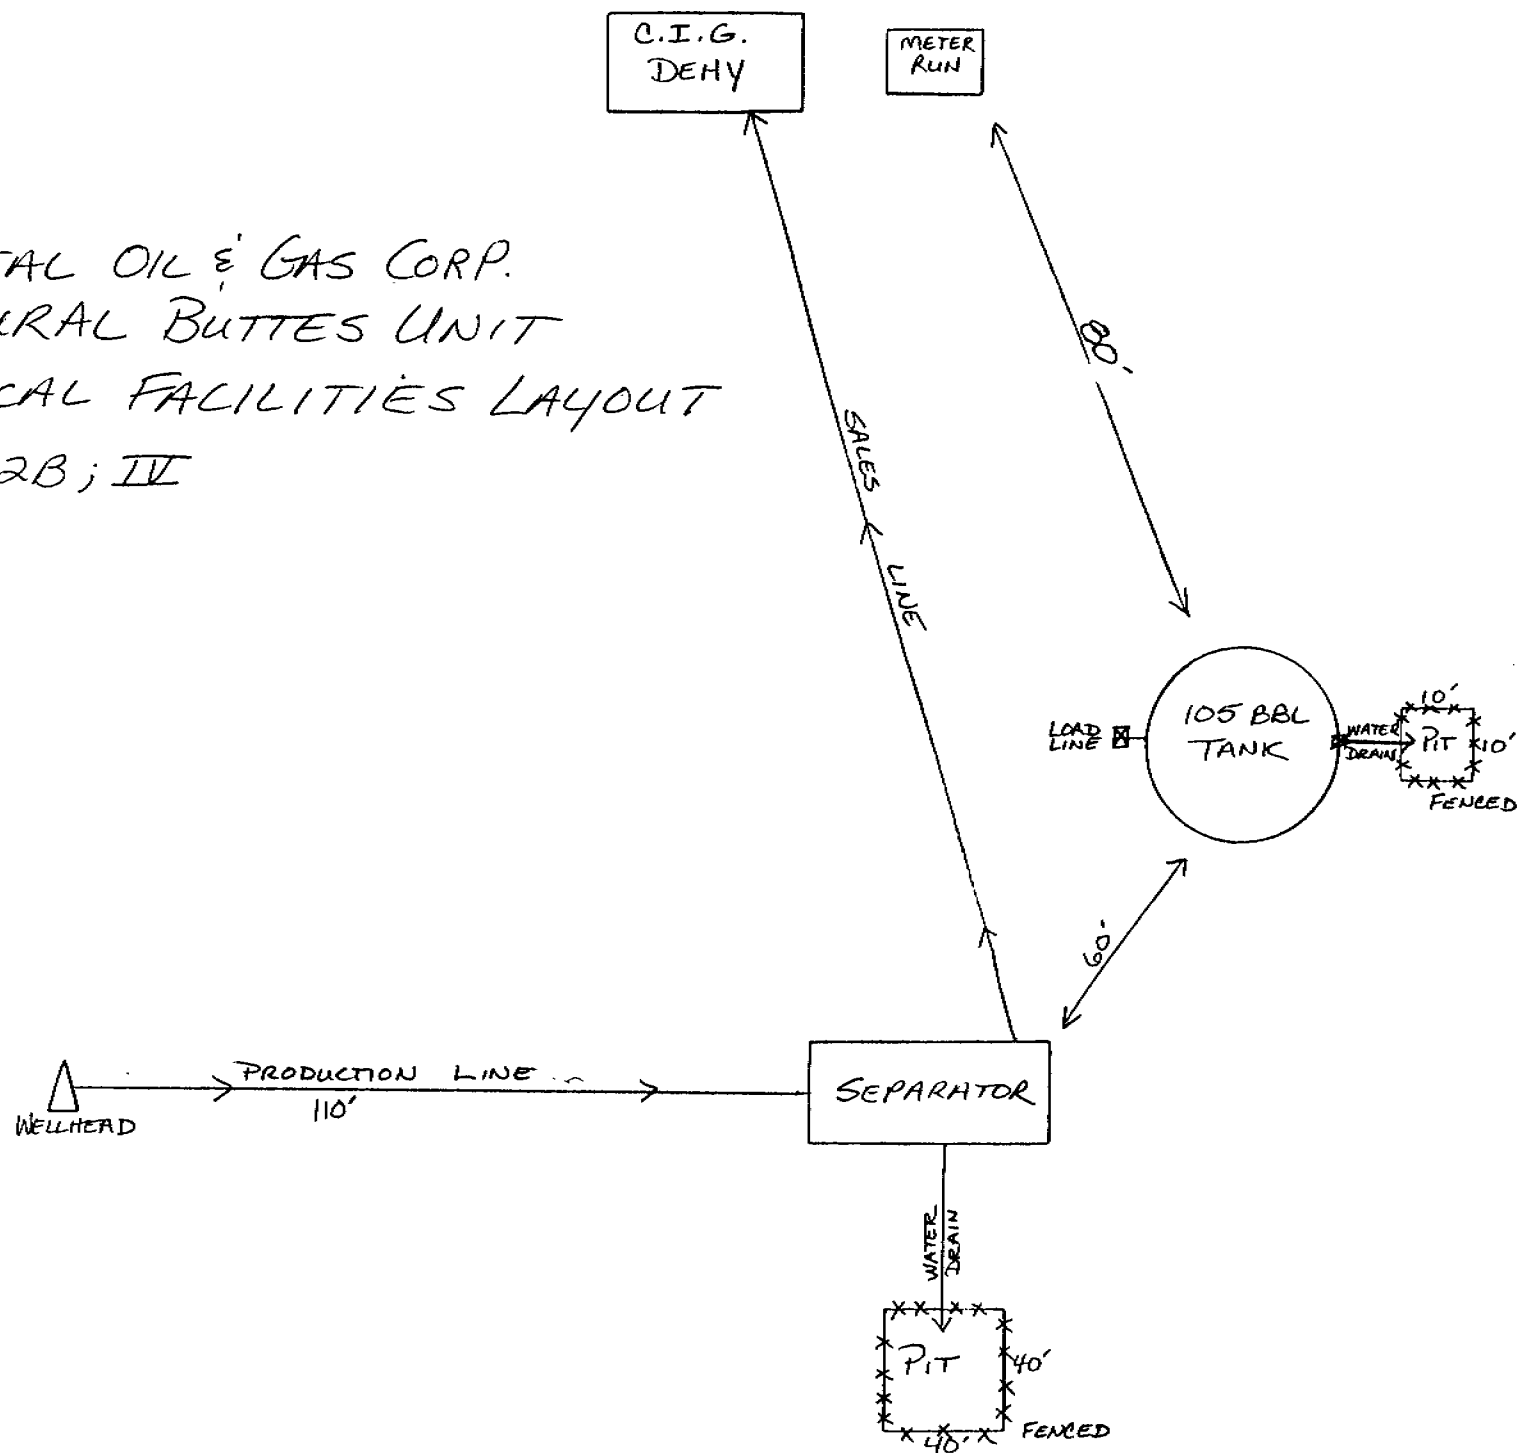 C.I.G.
DEHY
METER
RUN
TAL OIL & GAS CORP.
URAL BUTTES UNIT
CAL FACILITIES LAYOUT
2B; IV
80'
SALES LINE
LOAD
LINE
105 BBL
TANK
WATER
DRAIN
10'
PIT
10'
FENCED
60'
PRODUCTION LINE
110'
WELLHEAD
SEPARATOR
WATER
DRAIN
PIT
40'
40'
FENCED